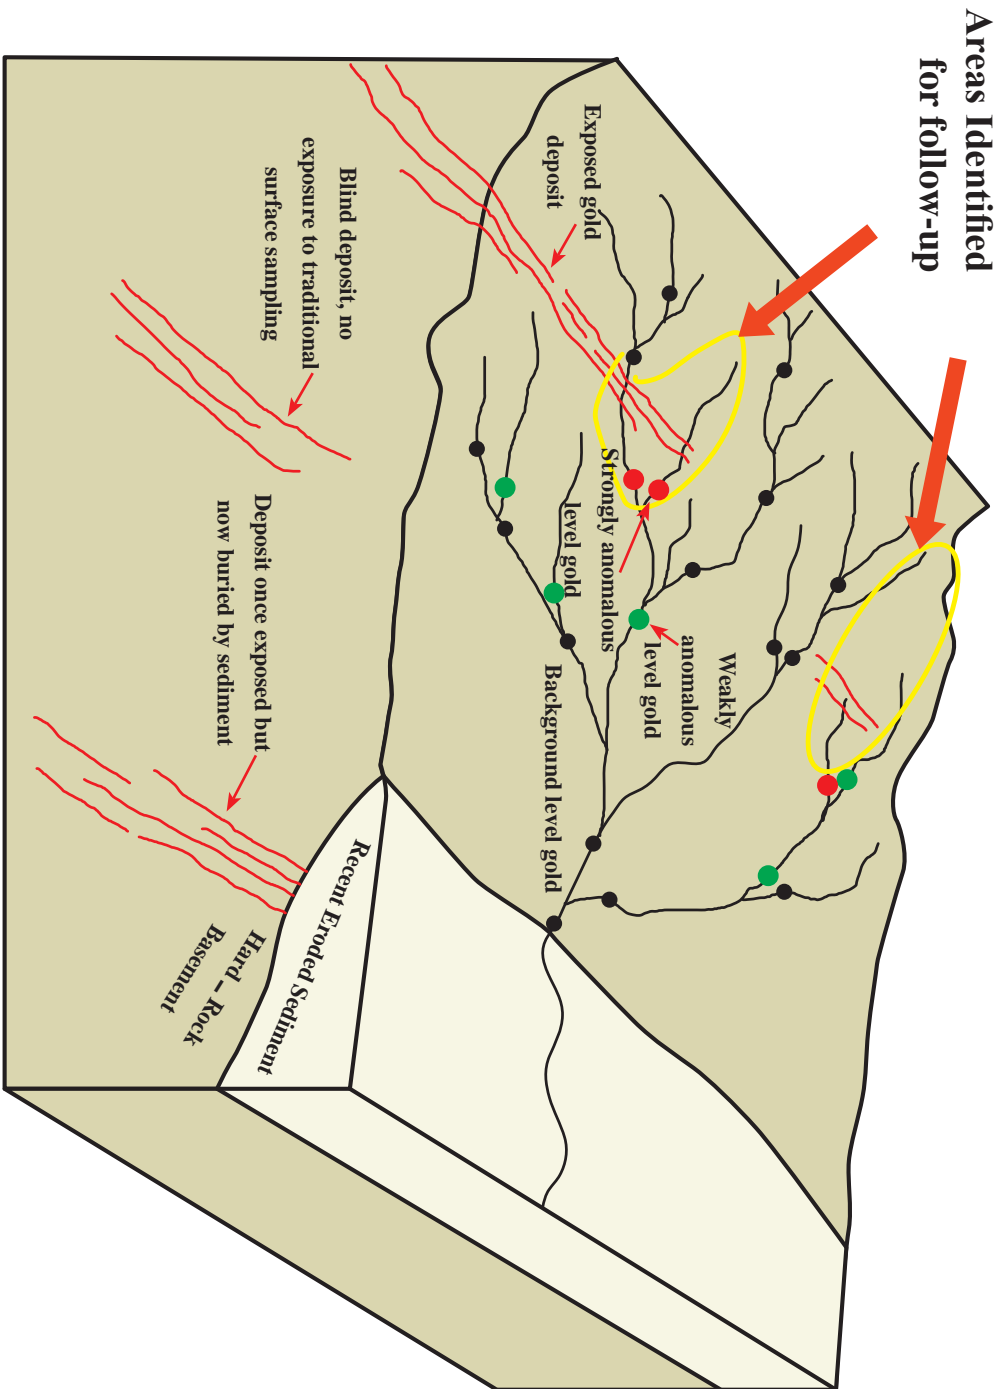 Areas Identified
for follow-up
Exposed gold
deposit
Strongly anomalous
level gold
Weakly
anomalous
level gold
Background level gold
Blind deposit, no
exposure to traditional
surface sampling
Deposit once exposed but
now buried by sediment
Recent Eroded Sediment
Hard – Rock
Basement